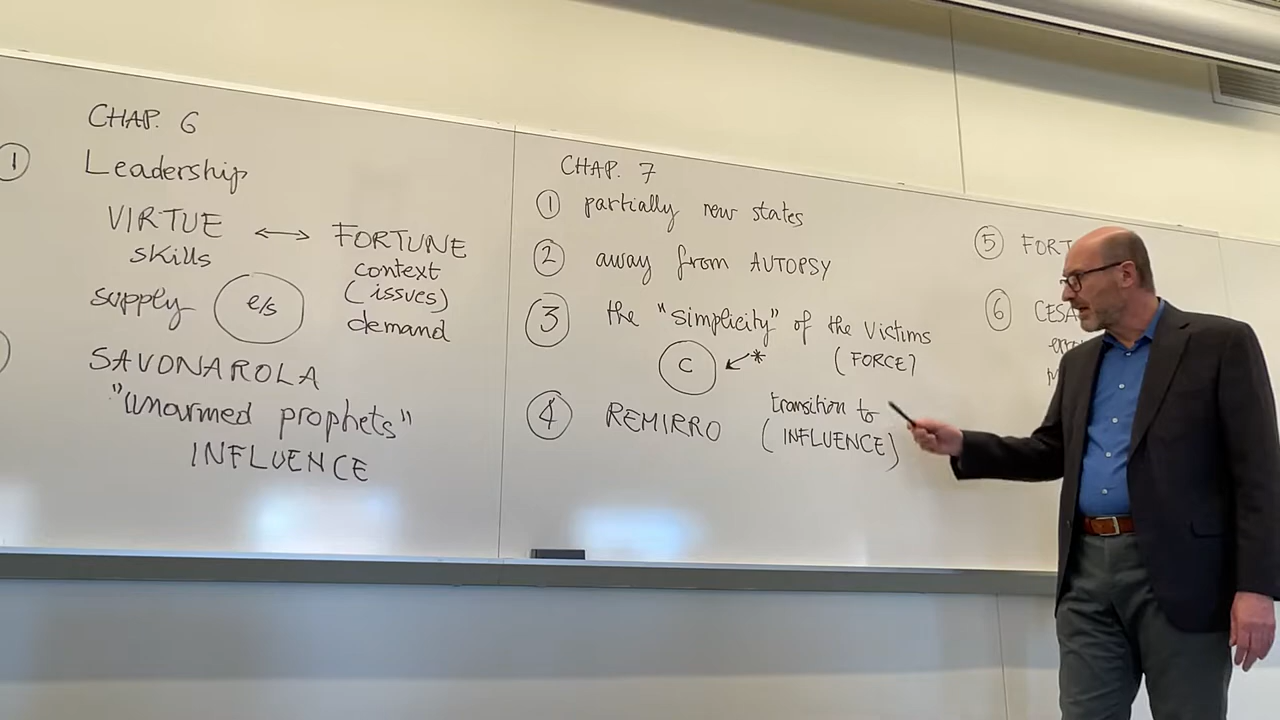 CHAP. 6
1 Leadership
VIRTUE ↔ FORTUNE
skills
context
(issues)
supply
e/s
demand
SAVONAROLA
"unarmed prophets"
INFLUENCE
CHAP. 7
1 partially new states
2 away from AUTOPSY
3 the "simplicity" of the victims
C ↙*
(FORCE)
4 REMIRRO
transition to
(INFLUENCE)
5 FORT
6 CESA